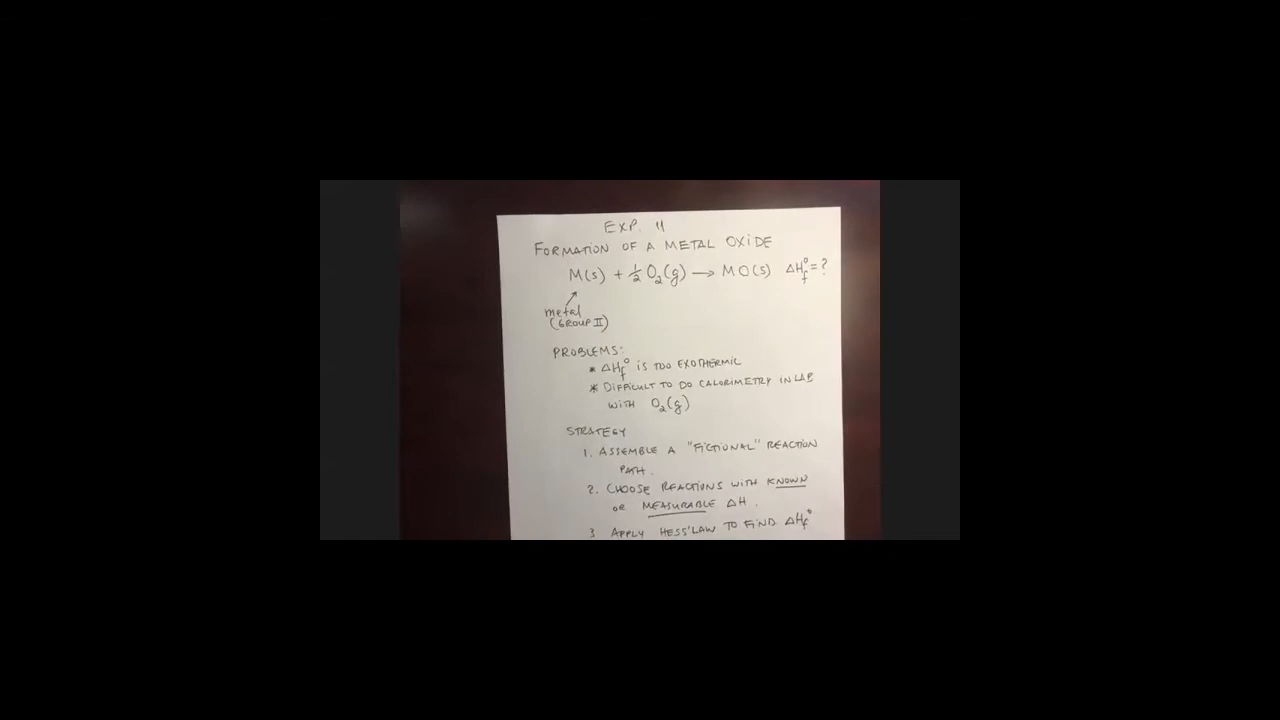 EXP. 11
FORMATION OF A METAL OXIDE
M(s) + ½ O₂(g) → MO(s) ΔH°f = ?
metal
(GROUP II)
PROBLEMS:
* ΔH°f IS TOO EXOTHERMIC
* DIFFICULT TO DO CALORIMETRY IN LAB
WITH O₂(g)
STRATEGY
1. ASSEMBLE A "FICTIONAL" REACTION
PATH.
2. CHOOSE REACTIONS WITH KNOWN
OR MEASURABLE ΔH.
3 APPLY HESS' LAW TO FIND ΔH°f